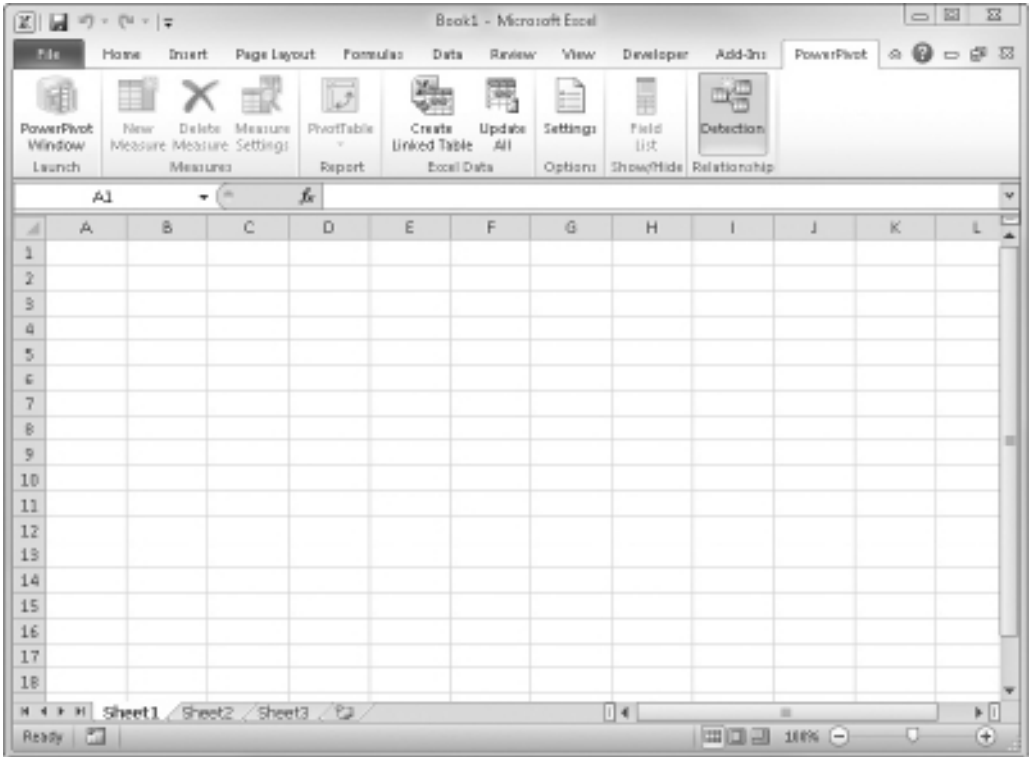 Book1 - Microsoft Excel
File Home Insert Page Layout Formulas Data Review View Developer Add-Ins PowerPivot
PowerPivot Window New Measure Delete Measure Measure Settings PivotTable Create Linked Table Update All Settings Field List Detection
Launch Measures Report Excel Data Options Show/Hide Relationship
A1 fx
A B C D E F G H I J K L
1
2
3
4
5
6
7
8
9
10
11
12
13
14
15
16
17
18
Sheet1 Sheet2 Sheet3
Ready 100%